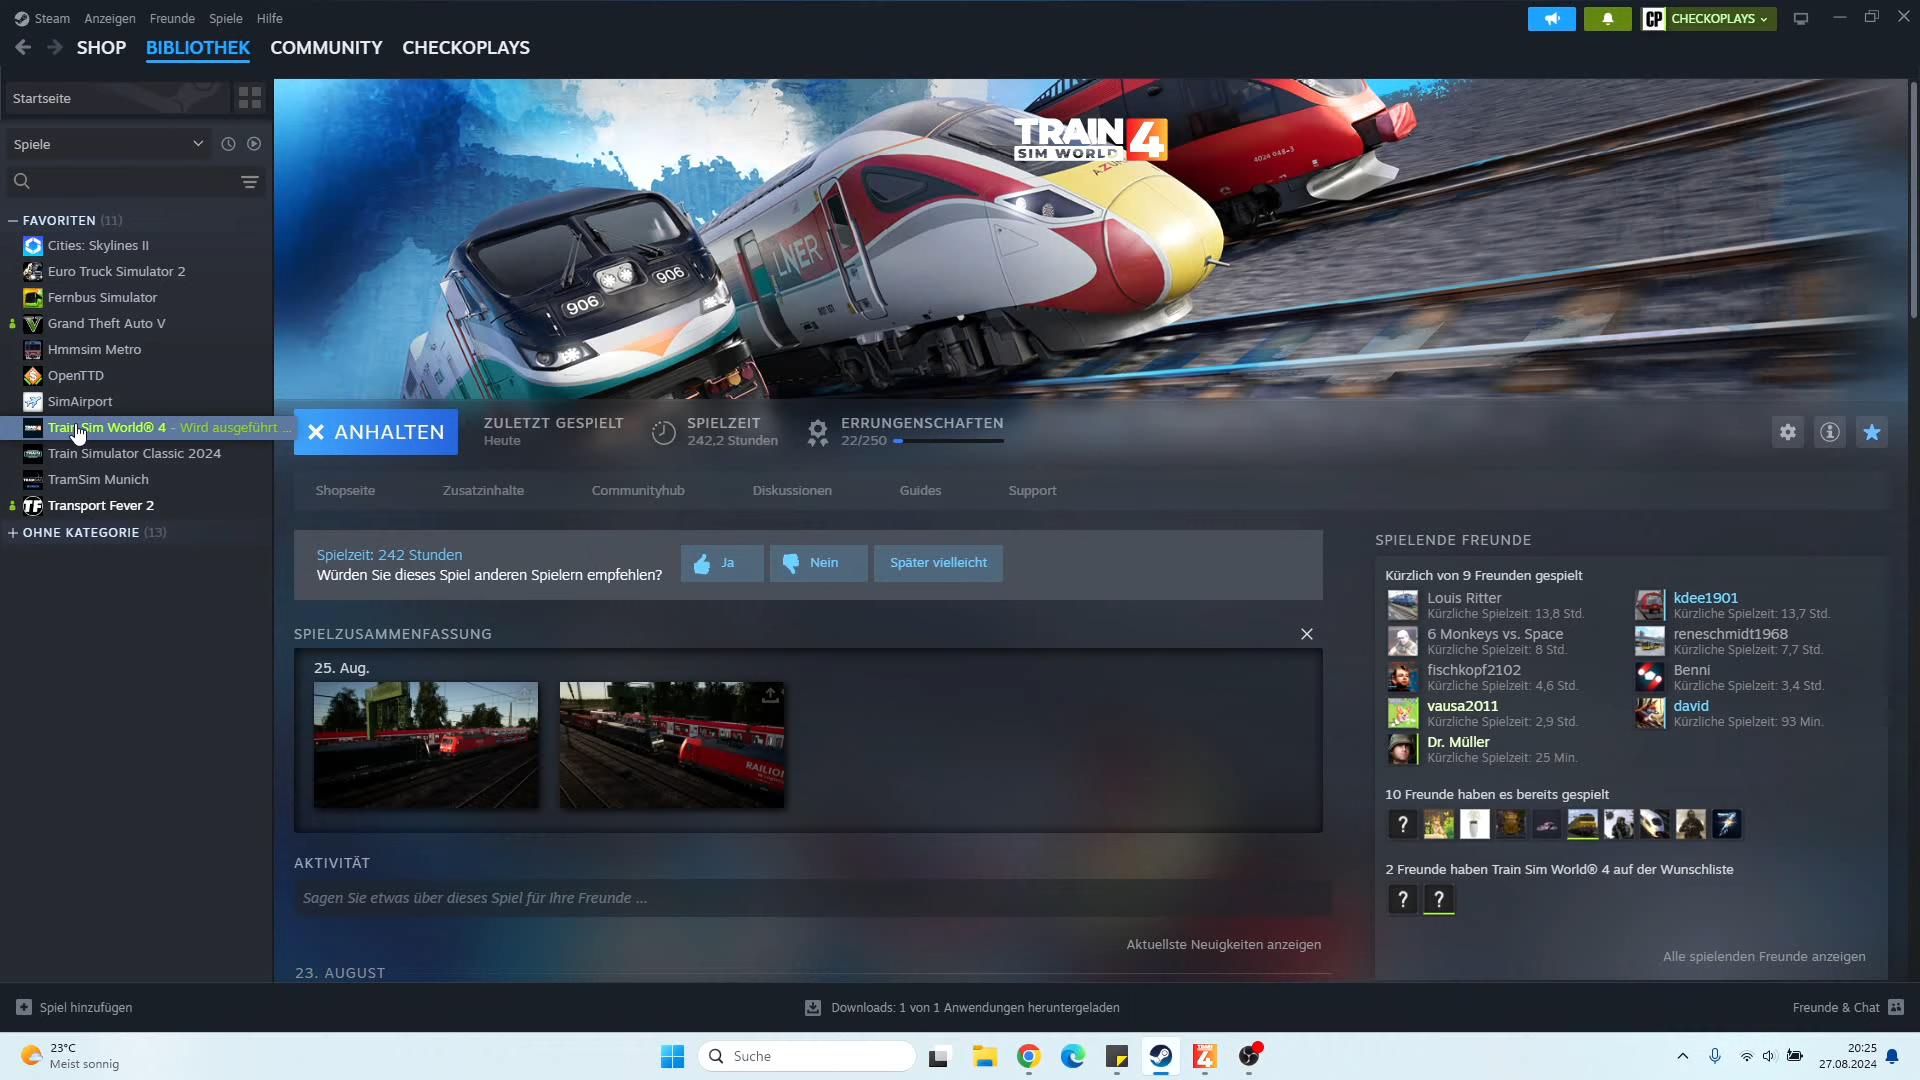 Steam Anzeigen Freunde Spiele Hilfe
CP CHECKOPLAYS
SHOP BIBLIOTHEK COMMUNITY CHECKOPLAYS
Startseite
Spiele
FAVORITEN (11)
Cities: Skylines II
Euro Truck Simulator 2
Fernbus Simulator
Grand Theft Auto V
Hmmsim Metro
OpenTTD
SimAirport
Train Sim World® 4 - Wird ausgeführt ...
Train Simulator Classic 2024
TramSim Munich
Transport Fever 2
OHNE KATEGORIE (13)
TRAIN 4
SIM WORLD
4024 048-3
AZU
LNER
906
906
ANHALTEN
ZULETZT GESPIELT
Heute
SPIELZEIT
242,2 Stunden
ERRUNGENSCHAFTEN
22/250
Shopseite Zusatzinhalte Communityhub Diskussionen Guides Support
Spielzeit: 242 Stunden
Würden Sie dieses Spiel anderen Spielern empfehlen?
Ja Nein Später vielleicht
SPIELZUSAMMENFASSUNG
25. Aug.
RAILION
AKTIVITÄT
Sagen Sie etwas über dieses Spiel für Ihre Freunde ...
Aktuellste Neuigkeiten anzeigen
23. AUGUST
SPIELENDE FREUNDE
Kürzlich von 9 Freunden gespielt
Louis Ritter
Kürzliche Spielzeit: 13,8 Std.
kdee1901
Kürzliche Spielzeit: 13,7 Std.
6 Monkeys vs. Space
Kürzliche Spielzeit: 8 Std.
reneschmidt1968
Kürzliche Spielzeit: 7,7 Std.
fischkopf2102
Kürzliche Spielzeit: 4,6 Std.
Benni
Kürzliche Spielzeit: 3,4 Std.
vausa2011
Kürzliche Spielzeit: 2,9 Std.
david
Kürzliche Spielzeit: 93 Min.
Dr. Müller
Kürzliche Spielzeit: 25 Min.
10 Freunde haben es bereits gespielt
?
2 Freunde haben Train Sim World® 4 auf der Wunschliste
? ?
Alle spielenden Freunde anzeigen
Spiel hinzufügen
Downloads: 1 von 1 Anwendungen heruntergeladen
Freunde & Chat
23°C
Meist sonnig
Suche
20:25
27.08.2024